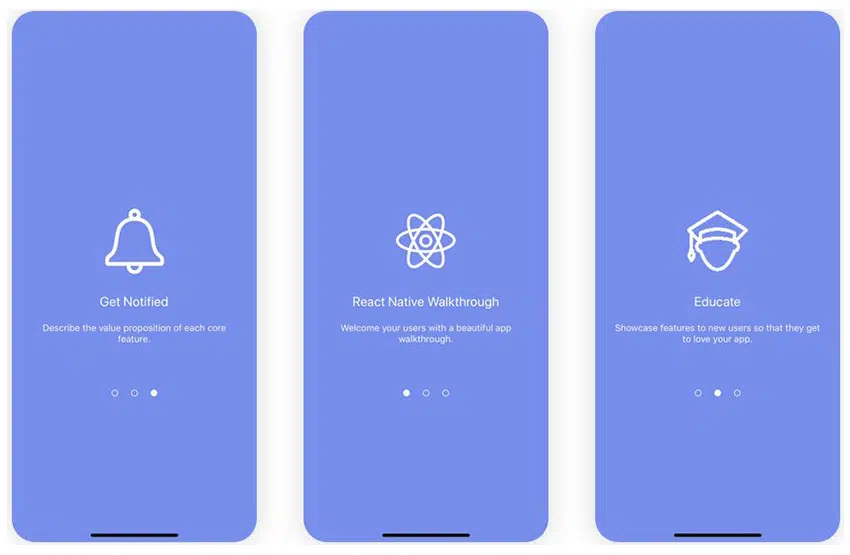 Get Notified
Describe the value proposition of each core
feature.
React Native Walkthrough
Welcome your users with a beautiful app
walkthrough.
Educate
Showcase features to new users so that they get
to love your app.